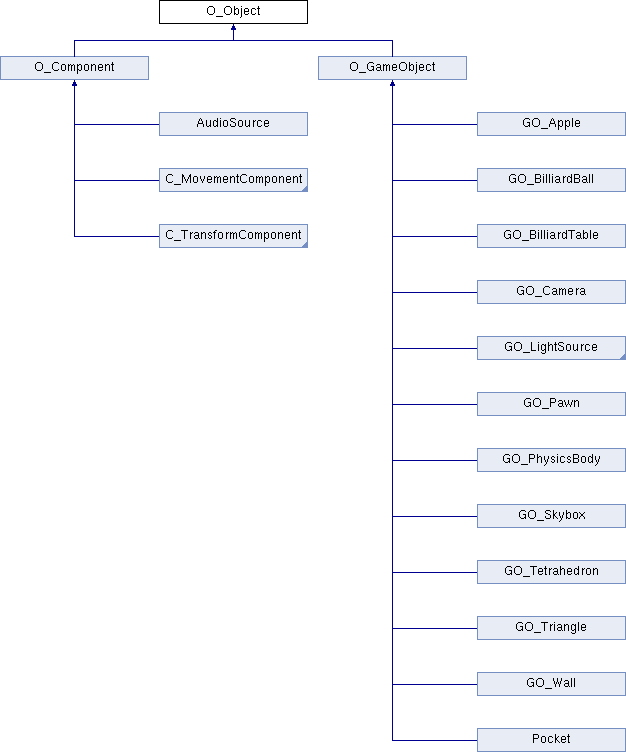 O_Object
O_Component
O_GameObject
AudioSource
GO_Apple
C_MovementComponent
GO_BilliardBall
C_TransformComponent
GO_BilliardTable
GO_Camera
GO_LightSource
GO_Pawn
GO_PhysicsBody
GO_Skybox
GO_Tetrahedron
GO_Triangle
GO_Wall
Pocket